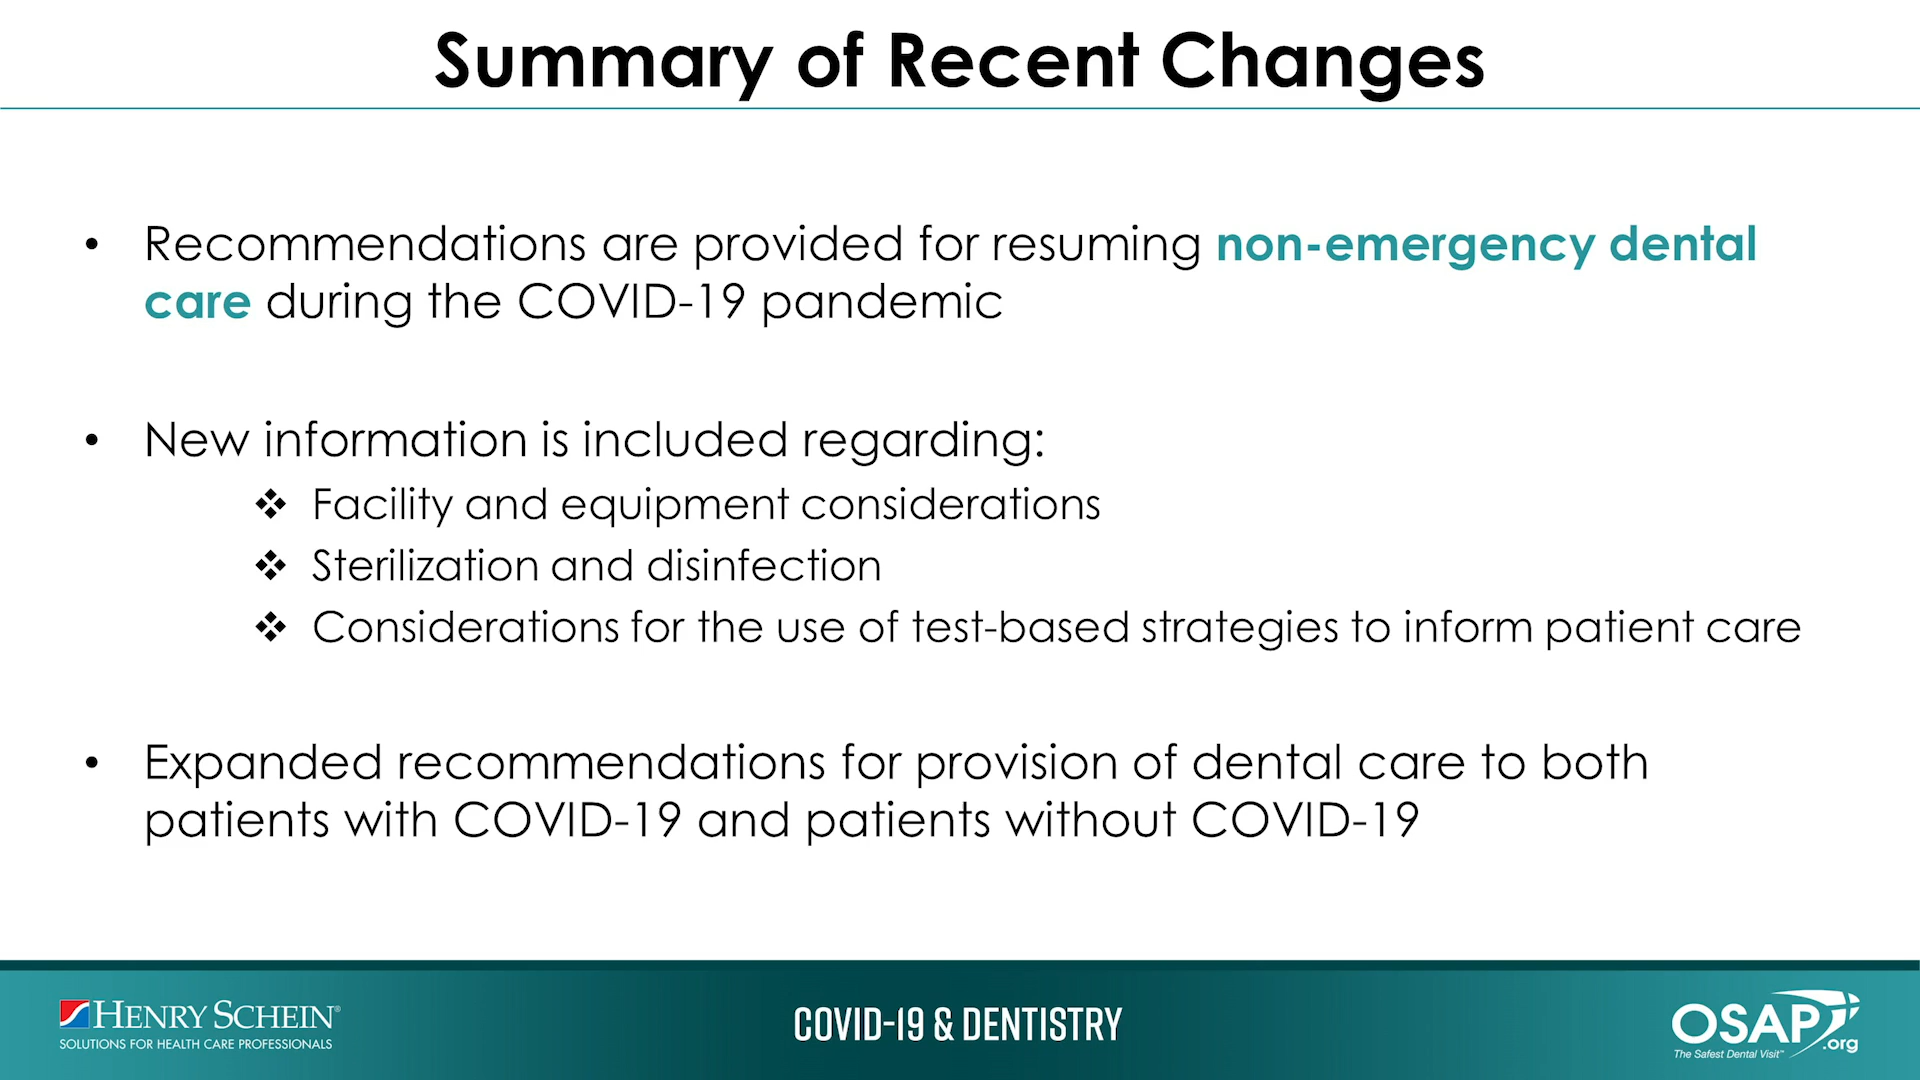 Summary of Recent Changes
• Recommendations are provided for resuming non-emergency dental
care during the COVID-19 pandemic
• New information is included regarding:
❖ Facility and equipment considerations
❖ Sterilization and disinfection
❖ Considerations for the use of test-based strategies to inform patient care
• Expanded recommendations for provision of dental care to both
patients with COVID-19 and patients without COVID-19
HENRY SCHEIN®
SOLUTIONS FOR HEALTH CARE PROFESSIONALS
COVID-19 & DENTISTRY
OSAP
.org
The Safest Dental Visit™